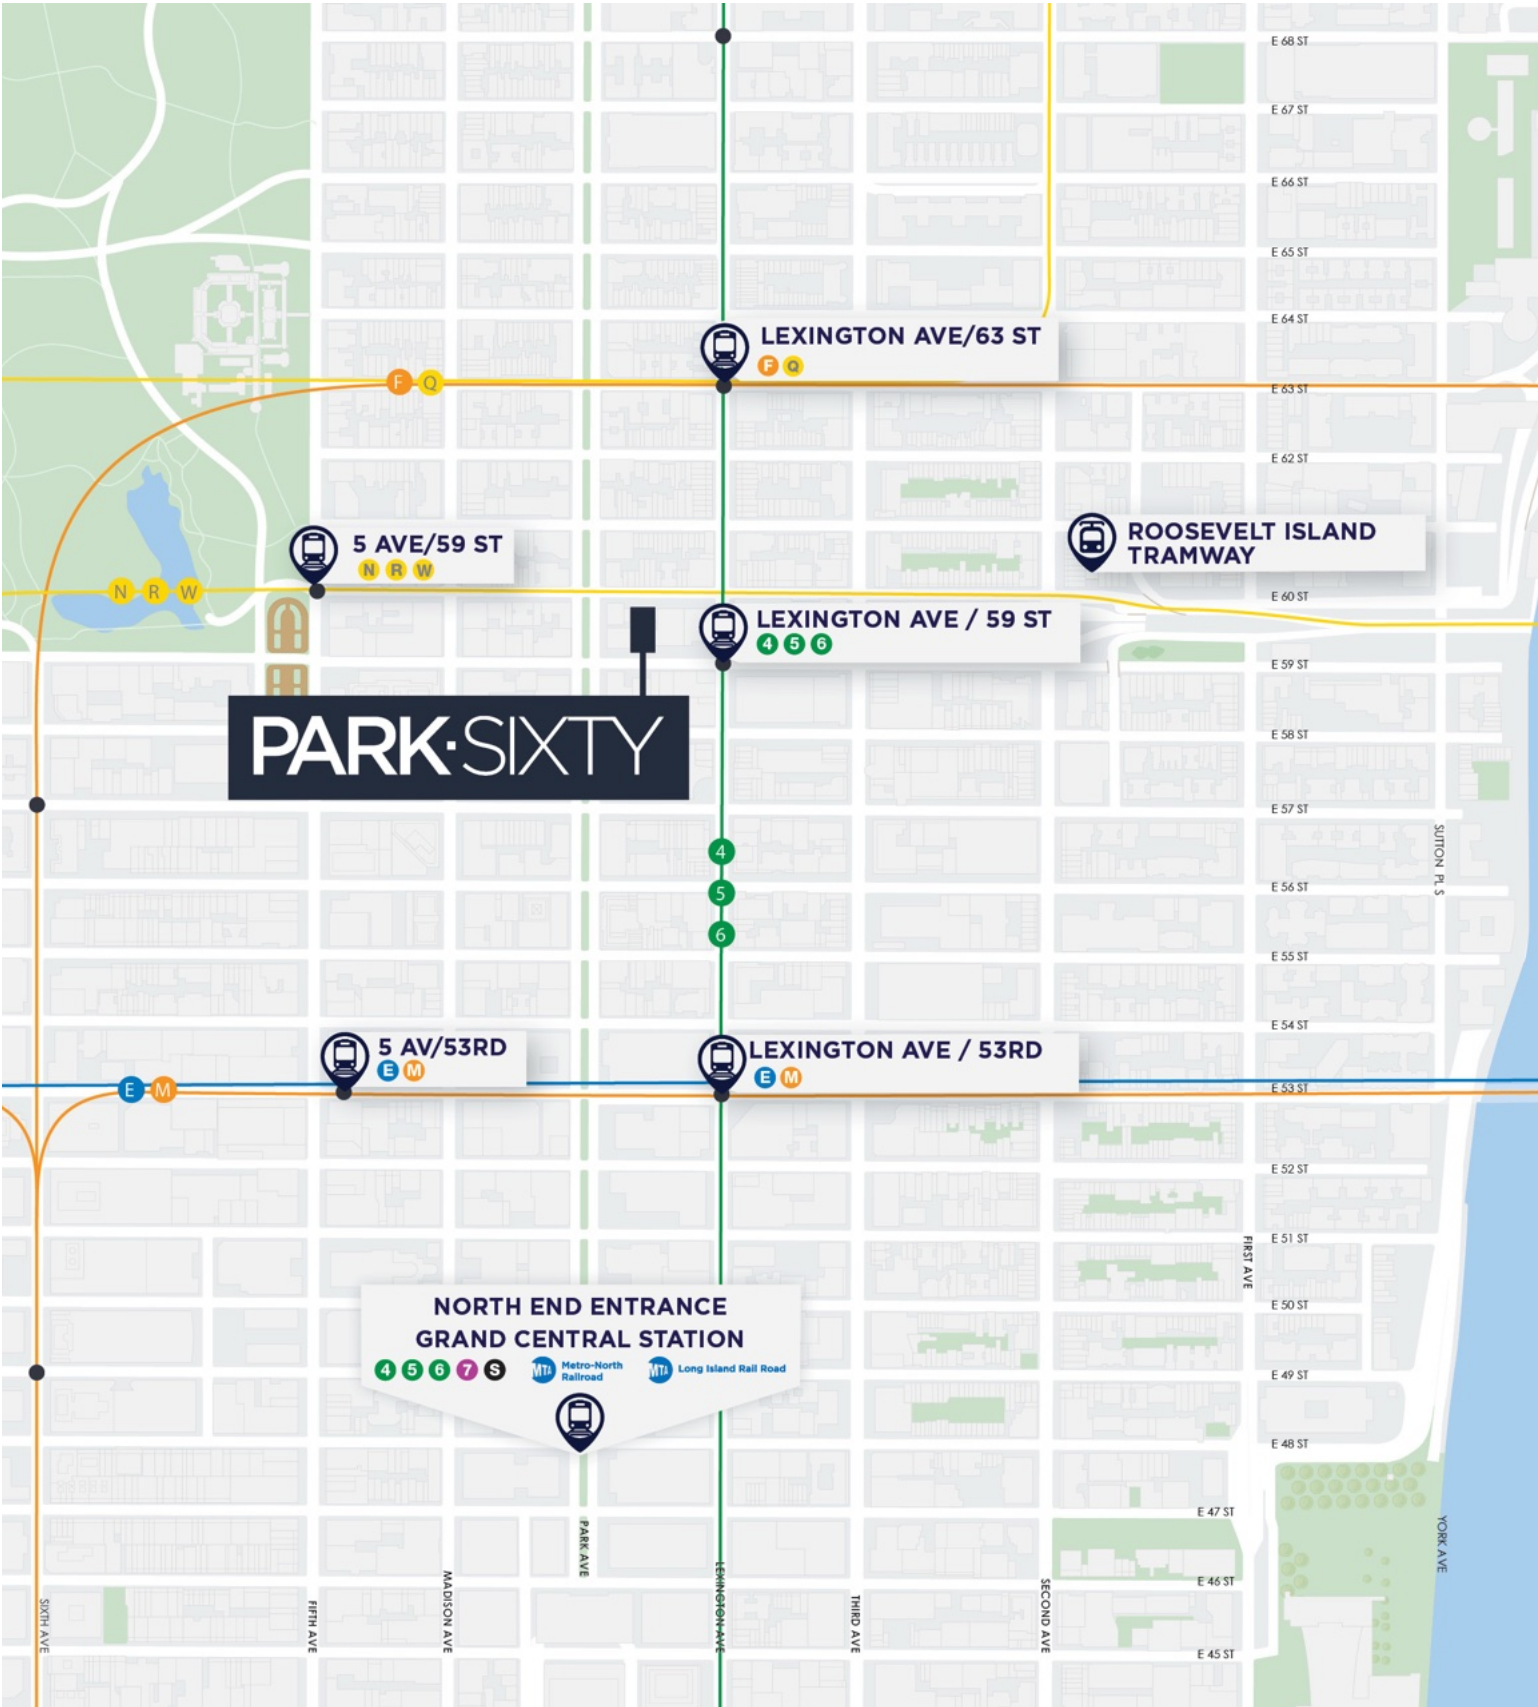 E 68 ST
E 67 ST
E 66 ST
E 65 ST
E 64 ST
LEXINGTON AVE/63 ST
F Q
F Q
E 63 ST
E 62 ST
ROOSEVELT ISLAND
TRAMWAY
5 AVE/59 ST
N R W
N R W
E 60 ST
LEXINGTON AVE / 59 ST
4 5 6
E 59 ST
PARK·SIXTY
E 58 ST
E 57 ST
SUTTON PL S
4
5
6
E 56 ST
E 55 ST
E 54 ST
5 AV/53RD
E M
LEXINGTON AVE / 53RD
E M
E M
E 53 ST
E 52 ST
E 51 ST
FIRST AVE
E 50 ST
NORTH END ENTRANCE
GRAND CENTRAL STATION
4 5 6 7 S
MTA Metro-North
Railroad
MTA Long Island Rail Road
E 49 ST
E 48 ST
E 47 ST
E 46 ST
E 45 ST
SIXTH AVE
FIFTH AVE
MADISON AVE
PARK AVE
LEXINGTON AVE
THIRD AVE
SECOND AVE
YORK AVE